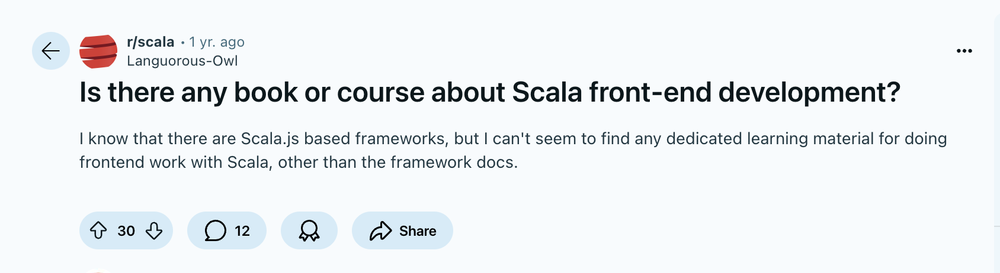 r/scala • 1 yr. ago
Languorous-Owl
Is there any book or course about Scala front-end development?
I know that there are Scala.js based frameworks, but I can't seem to find any dedicated learning material for doing
frontend work with Scala, other than the framework docs.
30 12 Share